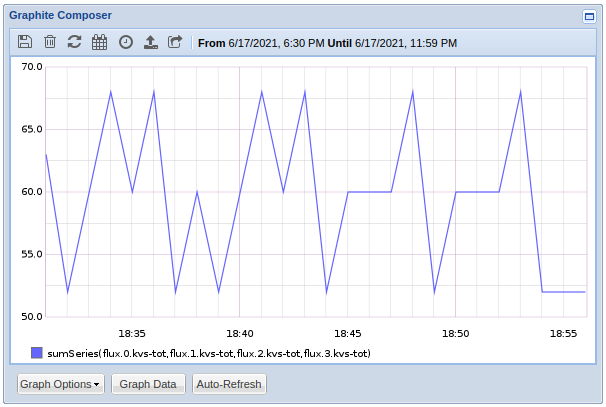 Graphite Composer
From 6/17/2021, 6:30 PM Until 6/17/2021, 11:59 PM
70.0
65.0
60.0
55.0
50.0
18:35 18:40 18:45 18:50 18:55
sumSeries(flux.0.kvs-tot,flux.1.kvs-tot,flux.2.kvs-tot,flux.3.kvs-tot)
Graph Options Graph Data Auto-Refresh